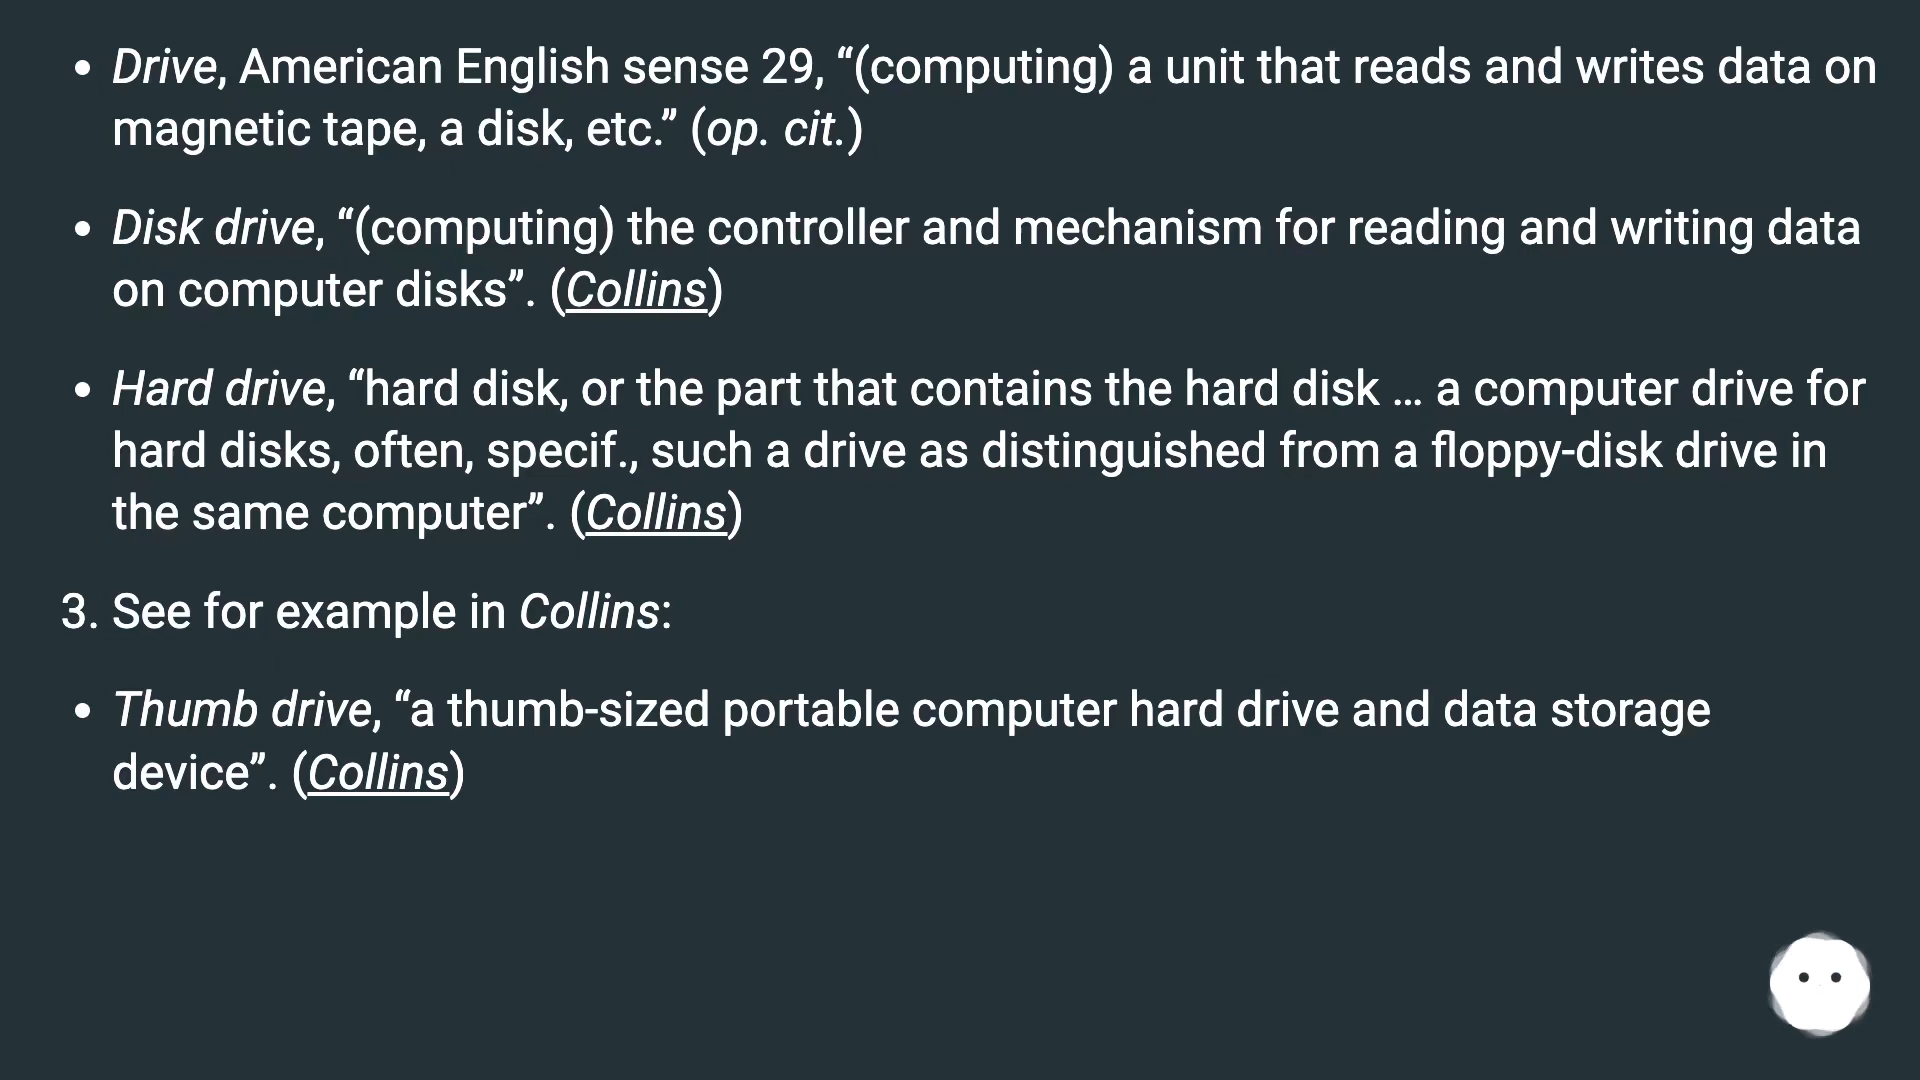 • Drive, American English sense 29, “(computing) a unit that reads and writes data on
magnetic tape, a disk, etc.” (op. cit.)
• Disk drive, “(computing) the controller and mechanism for reading and writing data
on computer disks”. (Collins)
• Hard drive, “hard disk, or the part that contains the hard disk ... a computer drive for
hard disks, often, specif., such a drive as distinguished from a floppy-disk drive in
the same computer”. (Collins)
3. See for example in Collins:
• Thumb drive, “a thumb-sized portable computer hard drive and data storage
device”. (Collins)